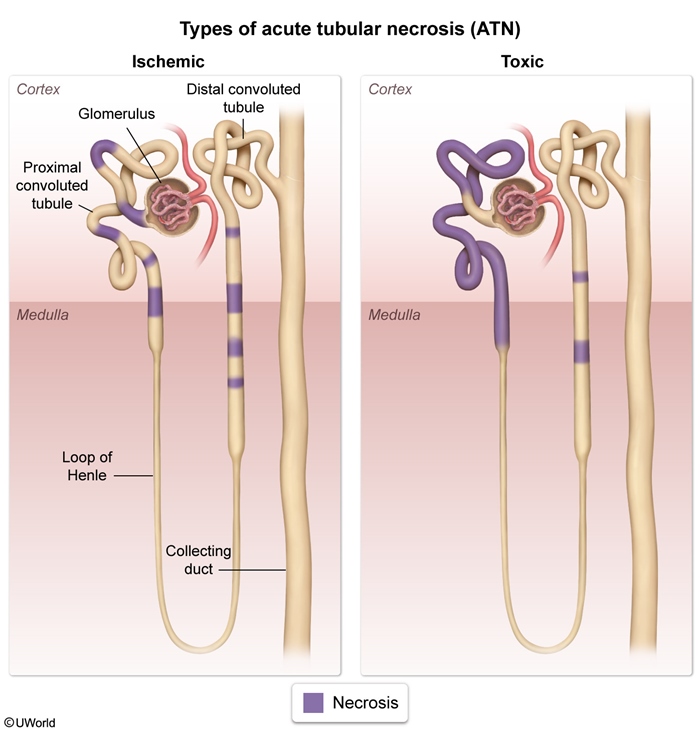 Types of acute tubular necrosis (ATN)
Ischemic
Toxic
Cortex
Glomerulus
Distal convoluted
tubule
Proximal
convoluted
tubule
Medulla
Loop of
Henle
Collecting
duct
Cortex
Medulla
Necrosis
©UWorld